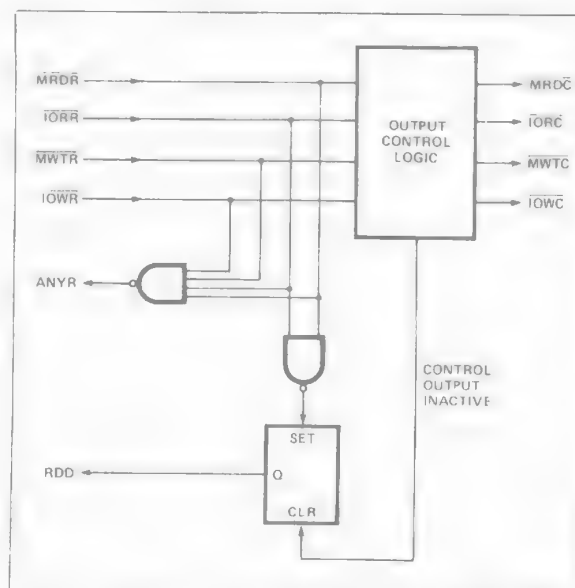 MRDR
IORR
MWTR
IOWR
OUTPUT
CONTROL
LOGIC
MRDC
IORC
MWTC
IOWC
ANYR
CONTROL
OUTPUT
INACTIVE
SET
RDD
Q
CLR